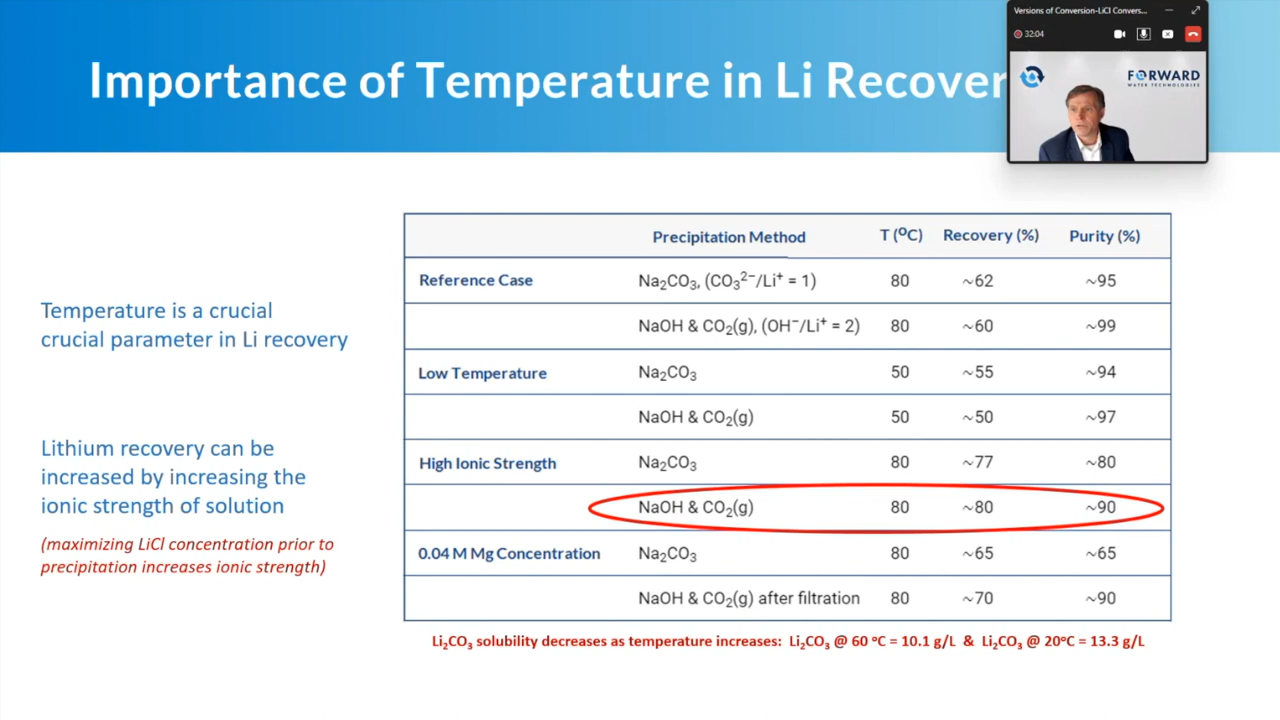 Importance of Temperature in Li Recover
Versions of Conversion-LiCl Convers...
32:04
FORWARD
WATER TECHNOLOGIES
Precipitation Method T (ºC) Recovery (%) Purity (%)
Reference Case Na₂CO₃, (CO₃²⁻/Li⁺ = 1) 80 ~62 ~95
NaOH & CO₂(g), (OH⁻/Li⁺ = 2) 80 ~60 ~99
Low Temperature Na₂CO₃ 50 ~55 ~94
NaOH & CO₂(g) 50 ~50 ~97
High Ionic Strength Na₂CO₃ 80 ~77 ~80
NaOH & CO₂(g) 80 ~80 ~90
0.04 M Mg Concentration Na₂CO₃ 80 ~65 ~65
NaOH & CO₂(g) after filtration 80 ~70 ~90
Temperature is a crucial
crucial parameter in Li recovery
Lithium recovery can be
increased by increasing the
ionic strength of solution
(maximizing LiCl concentration prior to
precipitation increases ionic strength)
Li₂CO₃ solubility decreases as temperature increases: Li₂CO₃ @ 60 ºC = 10.1 g/L & Li₂CO₃ @ 20ºC = 13.3 g/L